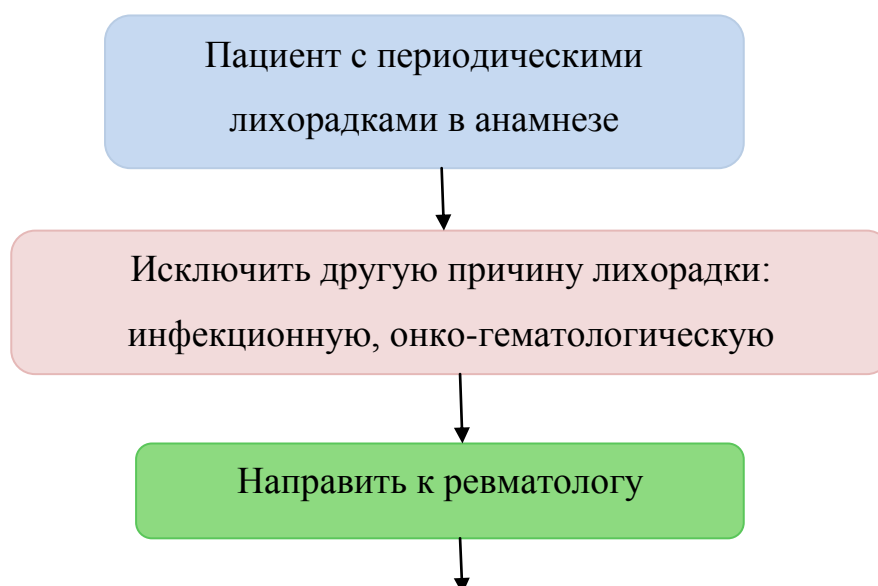 Пациент с периодическими
лихорадками в анамнезе
Исключить другую причину лихорадки:
инфекционную, онко-гематологическую
Направить к ревматологу